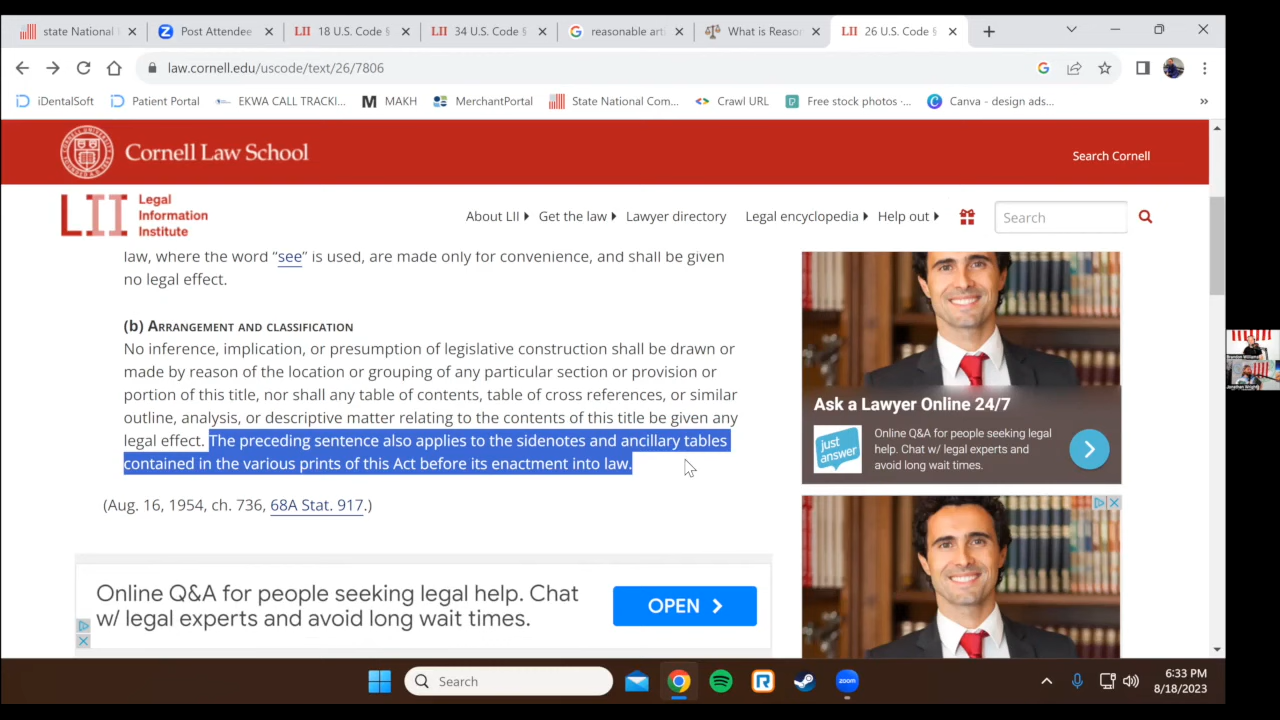 state National
Post Attendee
LII 18 U.S. Code §
LII 34 U.S. Code §
reasonable arti
What is Reaso
LII 26 U.S. Code §
law.cornell.edu/uscode/text/26/7806
iDentalSoft
Patient Portal
EKWA CALL TRACKI...
M MAKH
MerchantPortal
State National Com...
Crawl URL
Free stock photos -...
Canva - design ads...
Cornell Law School
Search Cornell
LII Legal
Information
Institute
About LII
Get the law
Lawyer directory
Legal encyclopedia
Help out
Search
law, where the word “see” is used, are made only for convenience, and shall be given
no legal effect.
(b) Arrangement and classification
No inference, implication, or presumption of legislative construction shall be drawn or
made by reason of the location or grouping of any particular section or provision or
portion of this title, nor shall any table of contents, table of cross references, or similar
outline, analysis, or descriptive matter relating to the contents of this title be given any
legal effect. The preceding sentence also applies to the sidenotes and ancillary tables
contained in the various prints of this Act before its enactment into law.
(Aug. 16, 1954, ch. 736, 68A Stat. 917.)
Ask a Lawyer Online 24/7
just
answer
Online Q&A for people seeking legal
help. Chat w/ legal experts and
avoid long wait times.
Online Q&A for people seeking legal help. Chat
w/ legal experts and avoid long wait times.
OPEN
Search
zoom
6:33 PM
8/18/2023